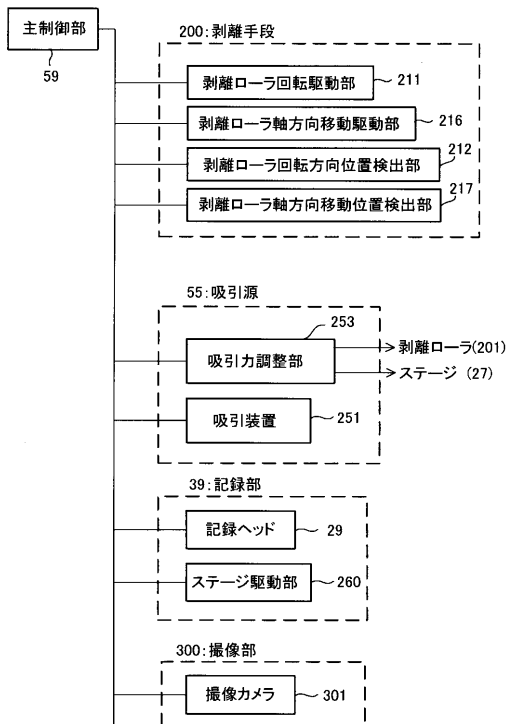 主制御部
59
200:剥離手段
剥離ローラ回転駆動部
211
剥離ローラ軸方向移動駆動部
216
剥離ローラ回転方向位置検出部
212
剥離ローラ軸方向移動位置検出部
217
55:吸引源
253
吸引力調整部
剥離ローラ(201)
ステージ (27)
吸引装置
251
39:記録部
記録ヘッド
29
ステージ駆動部
260
300:撮像部
撮像カメラ
301